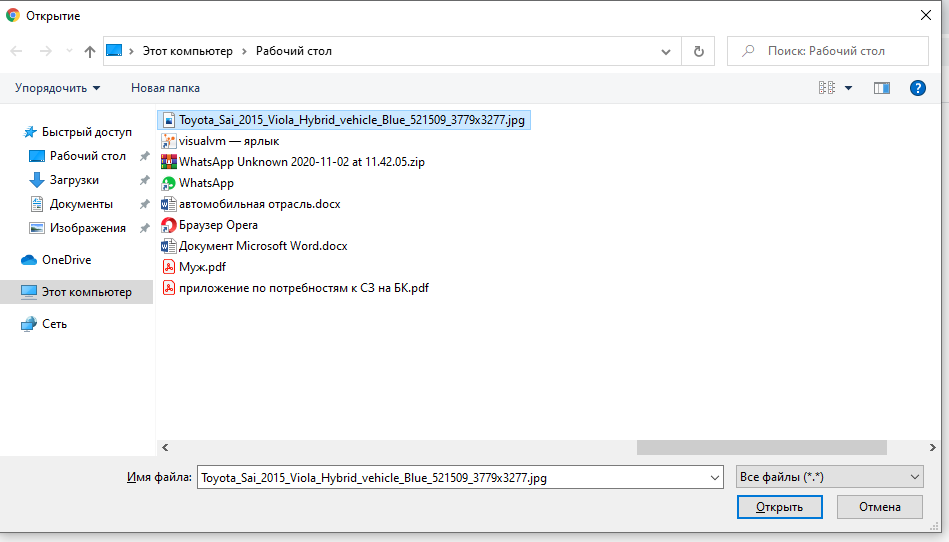 Открытие
Этот компьютер
Рабочий стол
Поиск: Рабочий стол
Упорядочить
Новая папка
?
Быстрый доступ
Рабочий стол
Загрузки
Документы
Изображения
OneDrive
Этот компьютер
Сеть
Toyota_Sai_2015_Viola_Hybrid_vehicle_Blue_521509_3779x3277.jpg
visualvm — ярлык
WhatsApp Unknown 2020-11-02 at 11.42.05.zip
WhatsApp
автомобильная отрасль.docx
Браузер Opera
Документ Microsoft Word.docx
Муж.pdf
приложение по потребностям к СЗ на БК.pdf
Имя файла:
Toyota_Sai_2015_Viola_Hybrid_vehicle_Blue_521509_3779x3277.jpg
Все файлы (*.*)
Открыть
Отмена